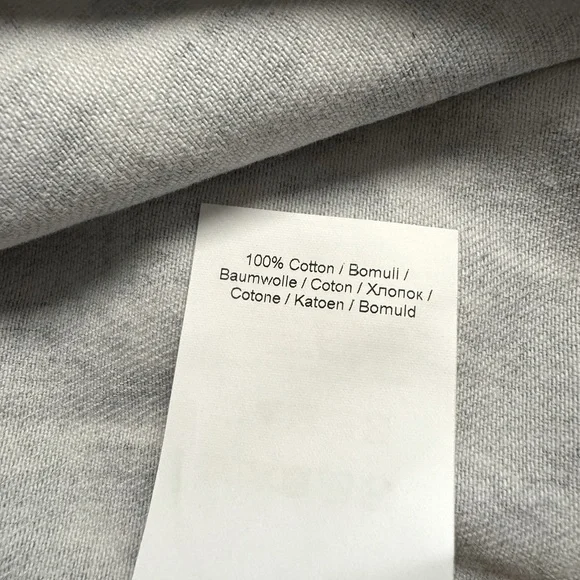 100% Cotton / Bomull /
Baumwolle / Coton / Хлопок /
Cotone / Katoen / Bomuld